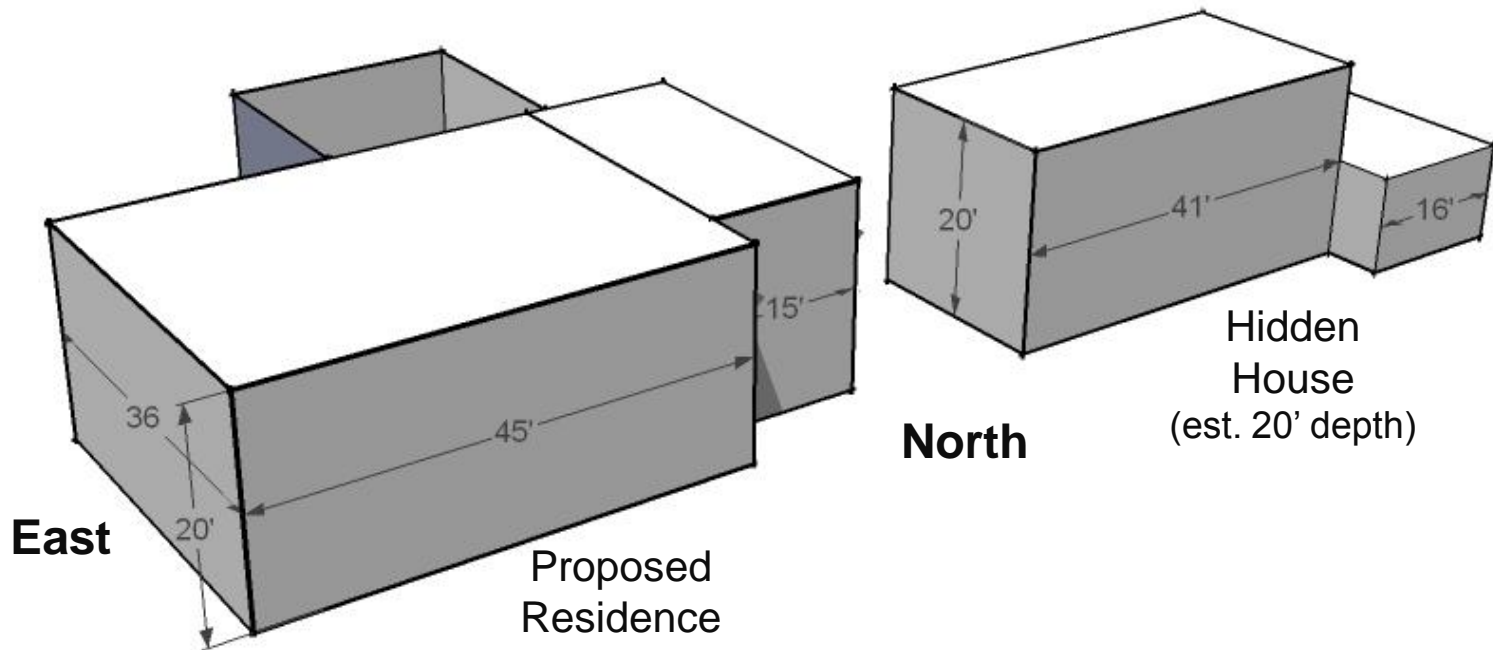 20'
41'
16'
15'
Hidden
House
(est. 20’ depth)
36
45'
North
20'
East
Proposed
Residence